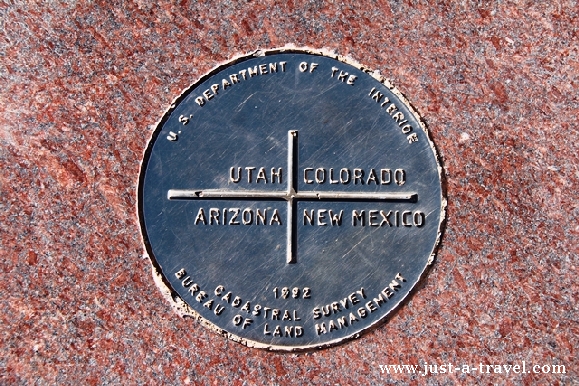 U.S. DEPARTMENT OF THE INTERIOR
UTAH COLORADO
ARIZONA NEW MEXICO
1992
CADASTRAL SURVEY
BUREAU OF LAND MANAGEMENT
www.just-a-travel.com